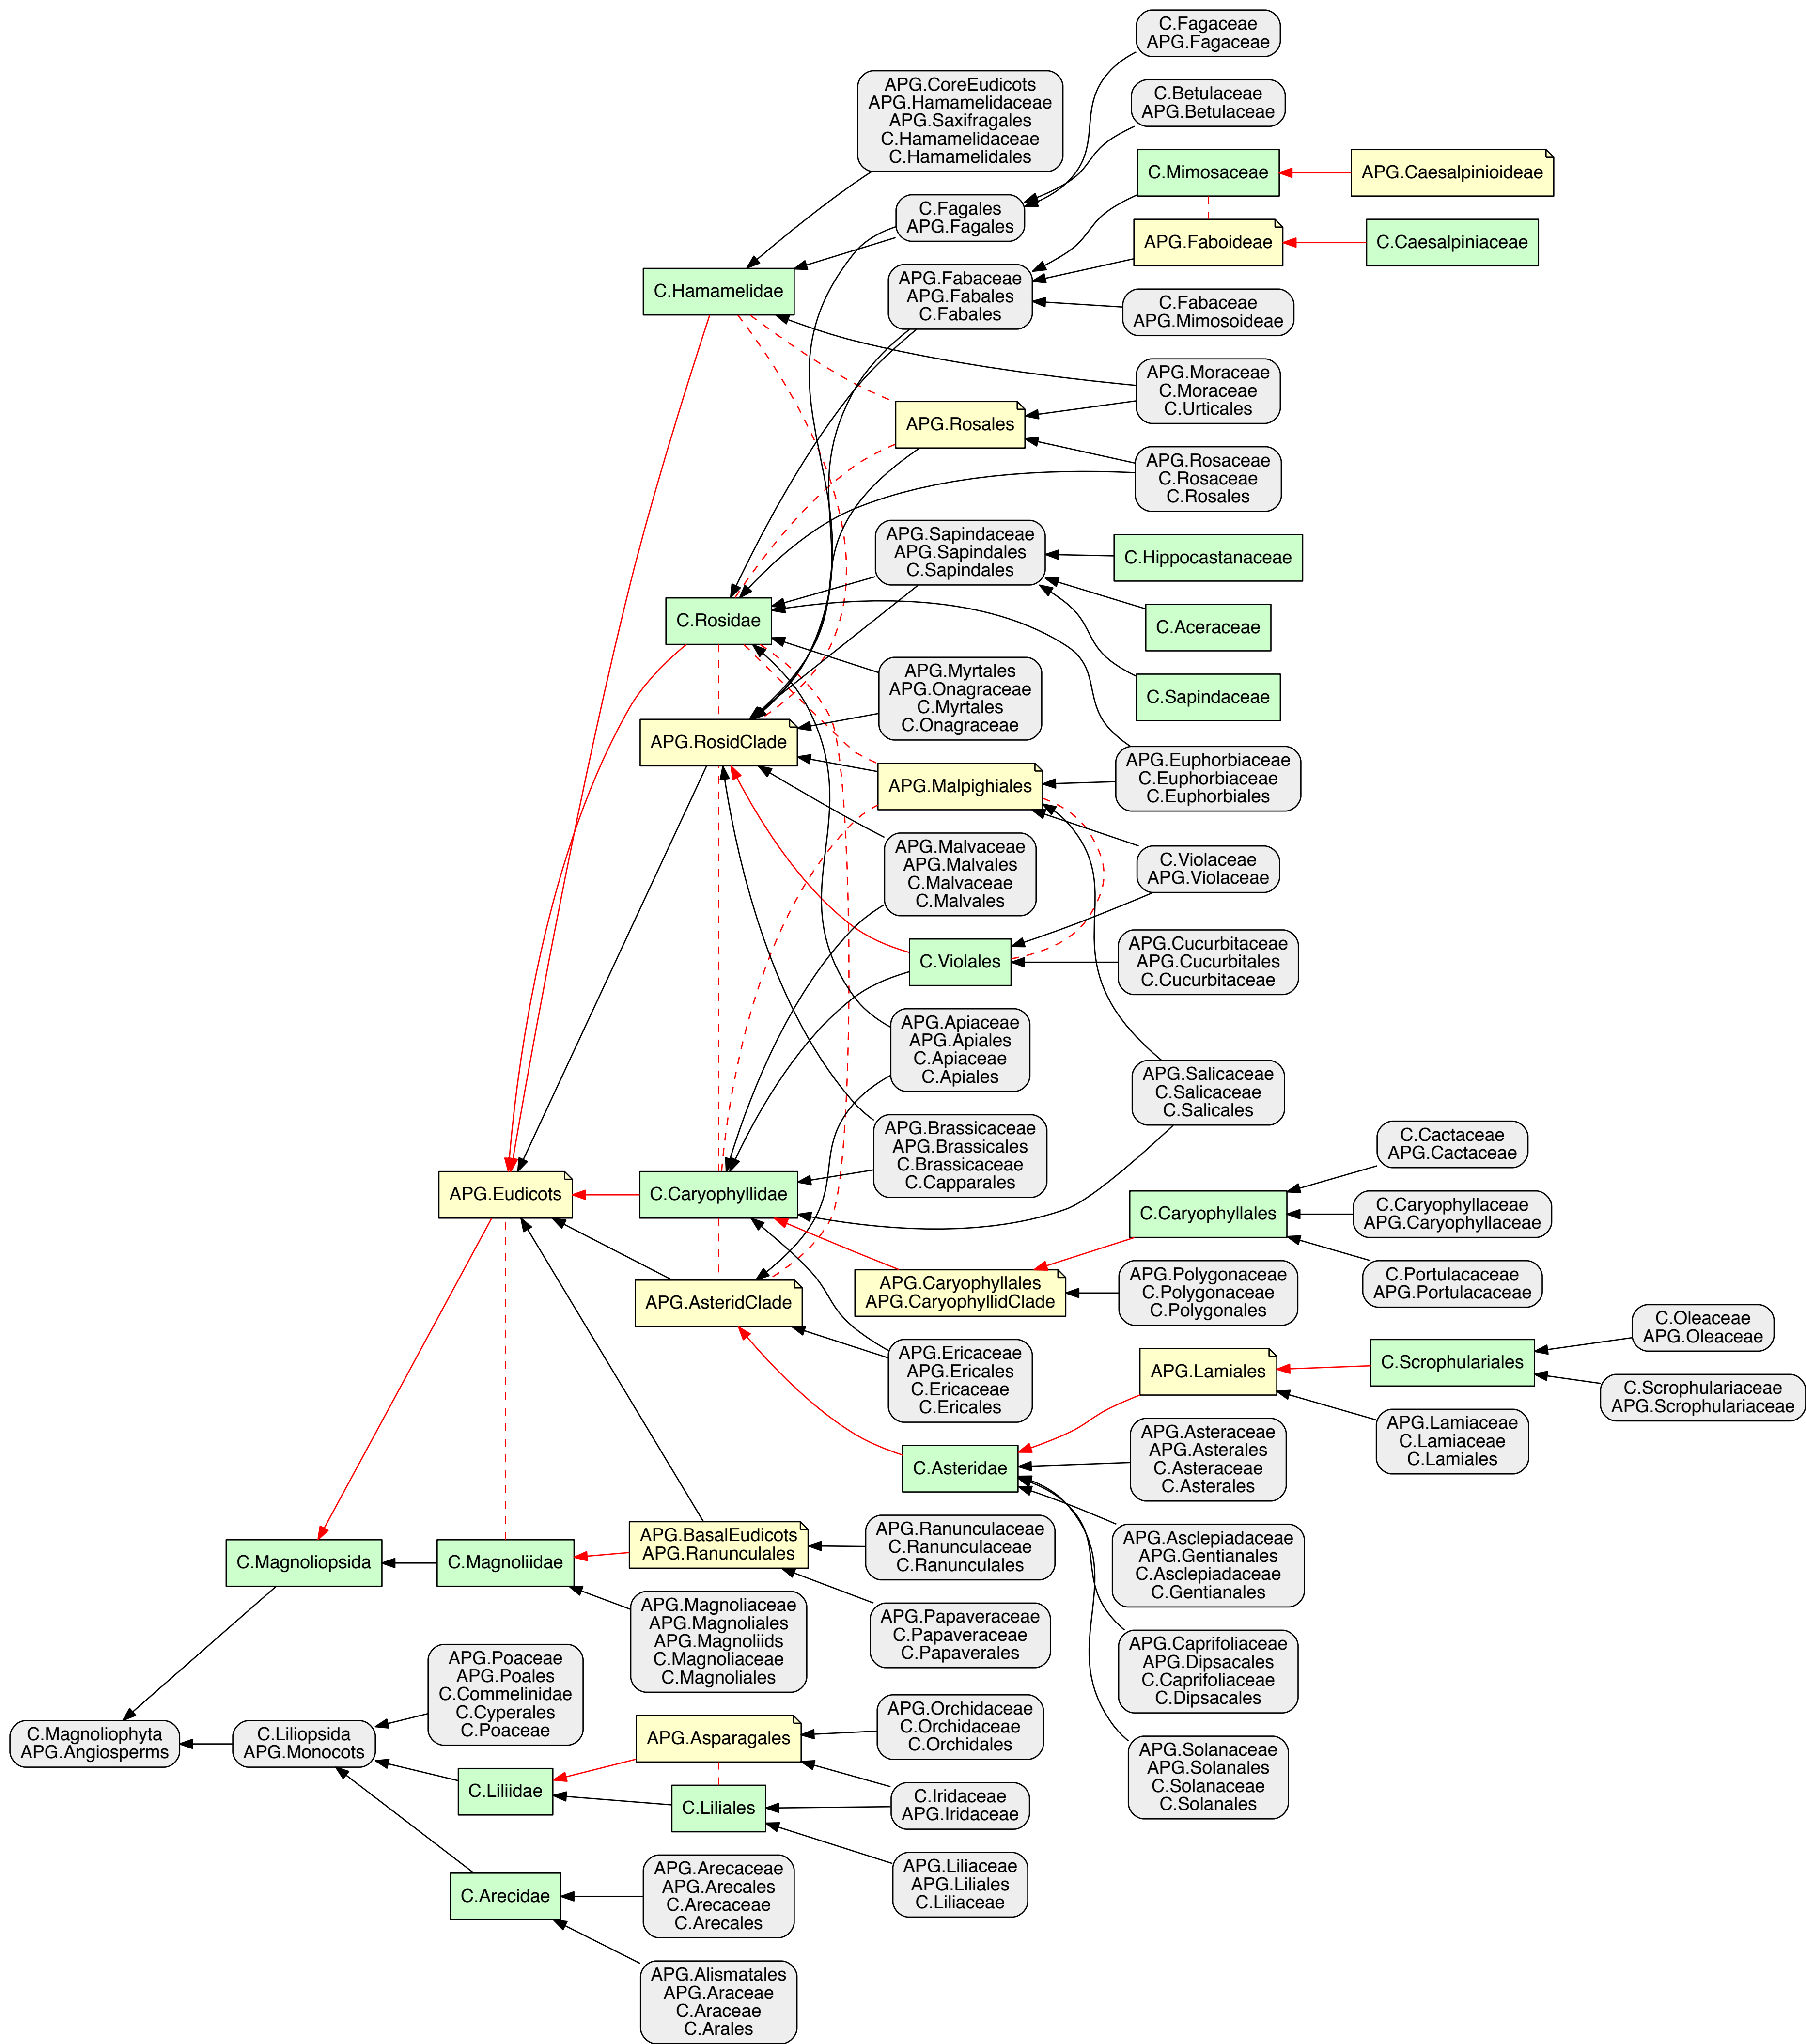 C.Fagaceae
APG.Fagaceae
APG.CoreEudicots
APG.Hamamelidaceae
APG.Saxifragales
C.Hamamelidaceae
C.Hamamelidales
C.Betulaceae
APG.Betulaceae
C.Mimosaceae
APG.Caesalpinioideae
C.Fagales
APG.Fagales
APG.Faboideae
C.Caesalpiniaceae
C.Hamamelidae
APG.Fabaceae
APG.Fabales
C.Fabales
C.Fabaceae
APG.Mimosoideae
APG.Moraceae
C.Moraceae
C.Urticales
APG.Rosales
APG.Rosaceae
C.Rosaceae
C.Rosales
APG.Sapindaceae
APG.Sapindales
C.Sapindales
C.Hippocastanaceae
C.Rosidae
C.Aceraceae
APG.Myrtales
APG.Onagraceae
C.Myrtales
C.Onagraceae
C.Sapindaceae
APG.RosidClade
APG.Malpighiales
APG.Euphorbiaceae
C.Euphorbiaceae
C.Euphorbiales
APG.Malvaceae
APG.Malvales
C.Malvaceae
C.Malvales
C.Violaceae
APG.Violaceae
C.Violales
APG.Cucurbitaceae
APG.Cucurbitales
C.Cucurbitaceae
APG.Apiaceae
APG.Apiales
C.Apiaceae
C.Apiales
APG.Salicaceae
C.Salicaceae
C.Salicales
APG.Brassicaceae
APG.Brassicales
C.Brassicaceae
C.Capparales
C.Cactaceae
APG.Cactaceae
APG.Eudicots
C.Caryophyllidae
C.Caryophyllales
C.Caryophyllaceae
APG.Caryophyllaceae
APG.AsteridClade
APG.Caryophyllales
APG.CaryophyllidClade
APG.Polygonaceae
C.Polygonaceae
C.Polygonales
C.Portulacaceae
APG.Portulacaceae
C.Oleaceae
APG.Oleaceae
APG.Ericaceae
APG.Ericales
C.Ericaceae
C.Ericales
APG.Lamiales
C.Scrophulariales
C.Scrophulariaceae
APG.Scrophulariaceae
APG.Lamiaceae
C.Lamiaceae
C.Lamiales
C.Asteridae
APG.Asteraceae
APG.Asterales
C.Asteraceae
C.Asterales
C.Magnoliopsida
C.Magnoliidae
APG.BasalEudicots
APG.Ranunculales
APG.Ranunculaceae
C.Ranunculaceae
C.Ranunculales
APG.Asclepiadaceae
APG.Gentianales
C.Asclepiadaceae
C.Gentianales
APG.Magnoliaceae
APG.Magnoliales
APG.Magnoliids
C.Magnoliaceae
C.Magnoliales
APG.Papaveraceae
C.Papaveraceae
C.Papaverales
APG.Caprifoliaceae
APG.Dipsacales
C.Caprifoliaceae
C.Dipsacales
APG.Poaceae
APG.Poales
C.Commelinidae
C.Cyperales
C.Poaceae
C.Magnoliophyta
APG.Angiosperms
C.Liliopsida
APG.Monocots
APG.Asparagales
APG.Orchidaceae
C.Orchidaceae
C.Orchidales
APG.Solanaceae
APG.Solanales
C.Solanaceae
C.Solanales
C.Liliidae
C.Liliales
C.Iridaceae
APG.Iridaceae
APG.Liliaceae
APG.Liliales
C.Liliaceae
C.Arecidae
APG.Arecaceae
APG.Arecales
C.Arecaceae
C.Arecales
APG.Alismatales
APG.Araceae
C.Araceae
C.Arales